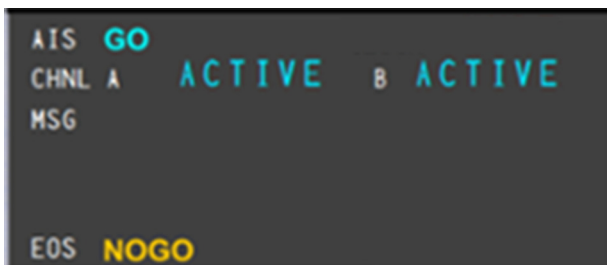 AIS GO
CHNL A ACTIVE B ACTIVE
MSG
EOS NOGO